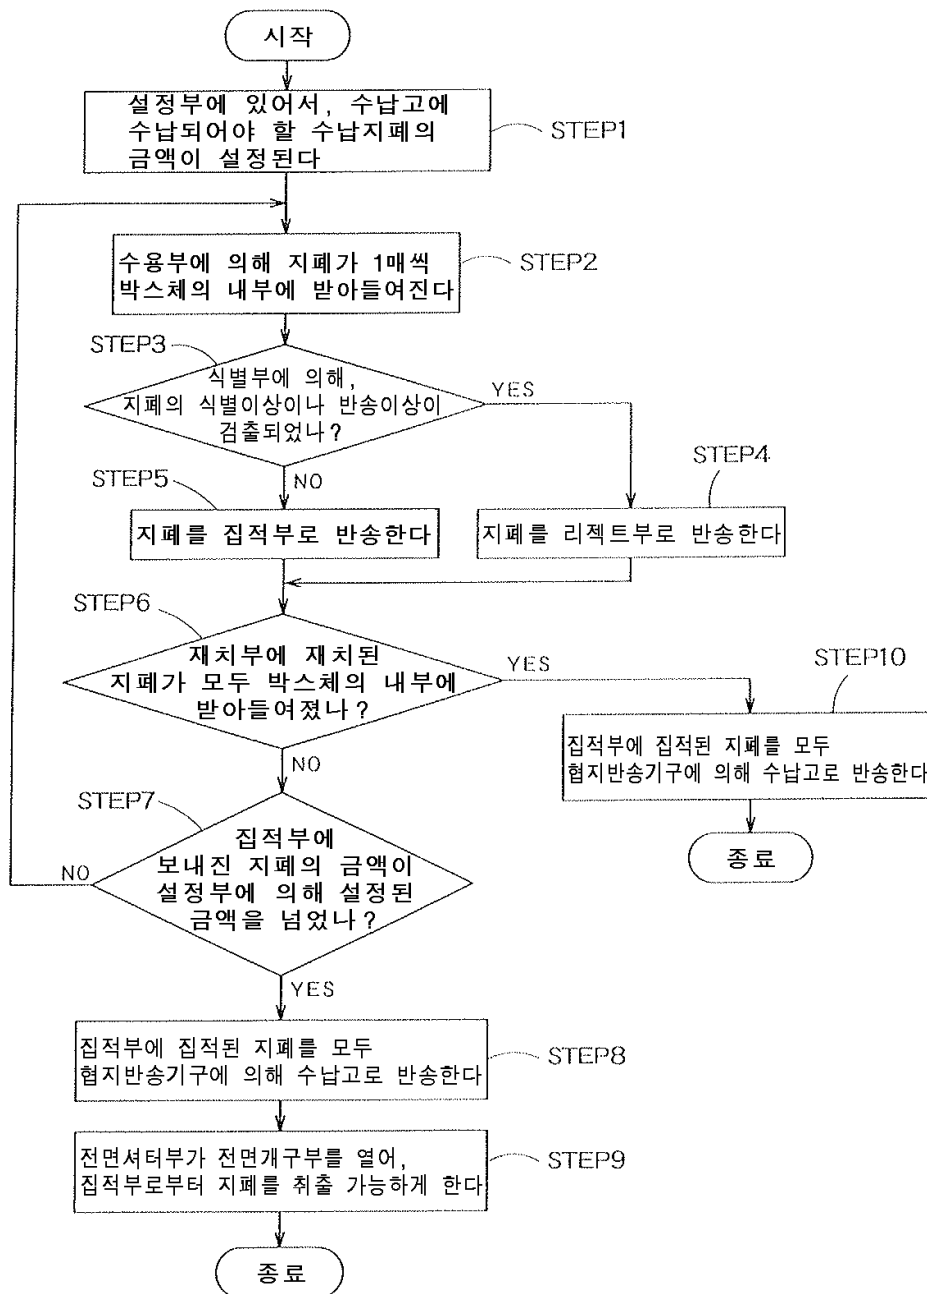 시작
설정부에 있어서, 수납고에
수납되어야 할 수납지폐의
금액이 설정된다
STEP1
수용부에 의해 지폐가 1매씩
박스체의 내부에 받아들여진다
STEP2
STEP3
식별부에 의해,
지폐의 식별이상이나 반송이상이
검출되었나?
YES
NO
STEP5
지폐를 집적부로 반송한다
STEP4
지폐를 리젝트부로 반송한다
STEP6
재치부에 재치된
지폐가 모두 박스체의 내부에
받아들여졌나?
YES
NO
STEP10
집적부에 집적된 지폐를 모두
협지반송기구에 의해 수납고로 반송한다
종료
STEP7
집적부에
보내진 지폐의 금액이
설정부에 의해 설정된
금액을 넘었나?
NO
YES
집적부에 집적된 지폐를 모두
협지반송기구에 의해 수납고로 반송한다
STEP8
전면셔터부가 전면개구부를 열어,
집적부로부터 지폐를 취출 가능하게 한다
STEP9
종료